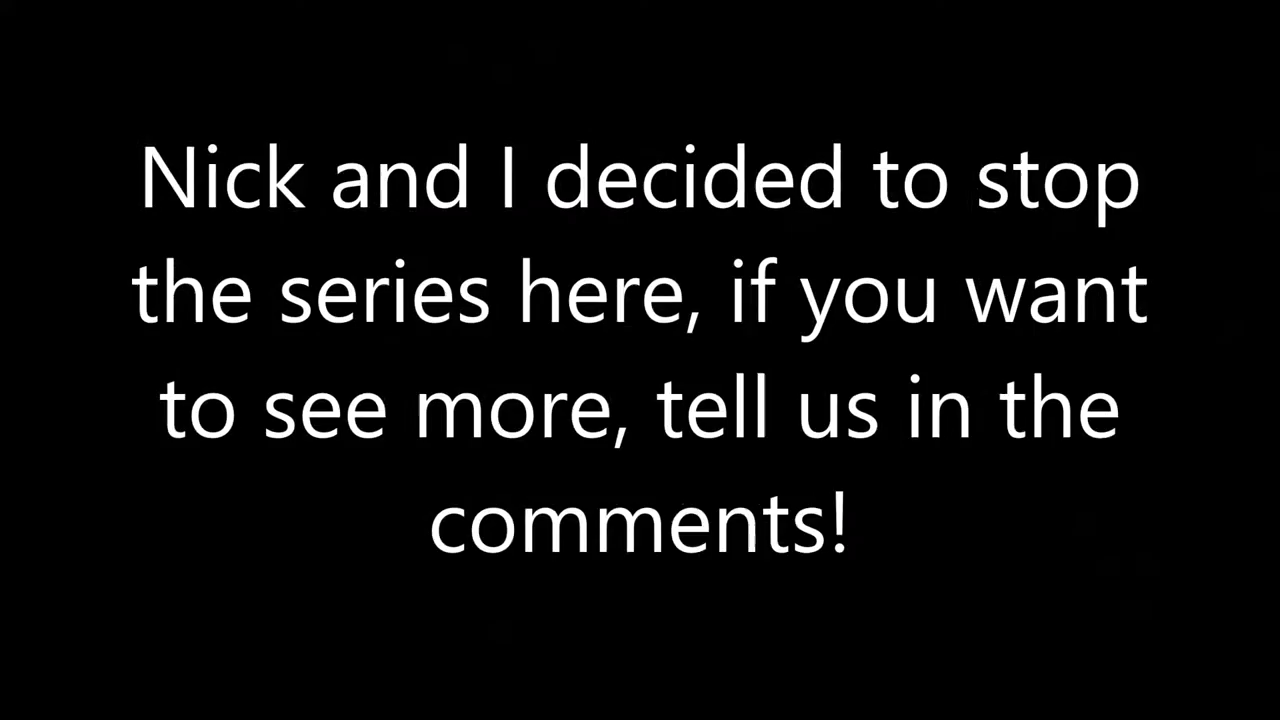 Nick and I decided to stop
the series here, if you want
to see more, tell us in the
comments!